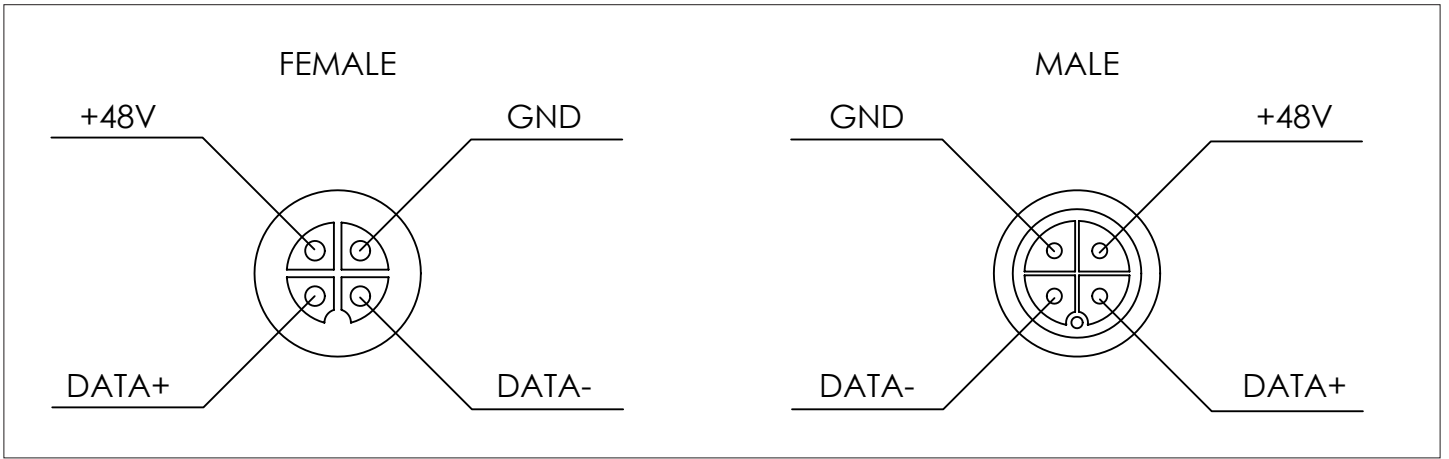 FEMALE
+48V
GND
DATA+
DATA-
MALE
GND
+48V
DATA-
DATA+